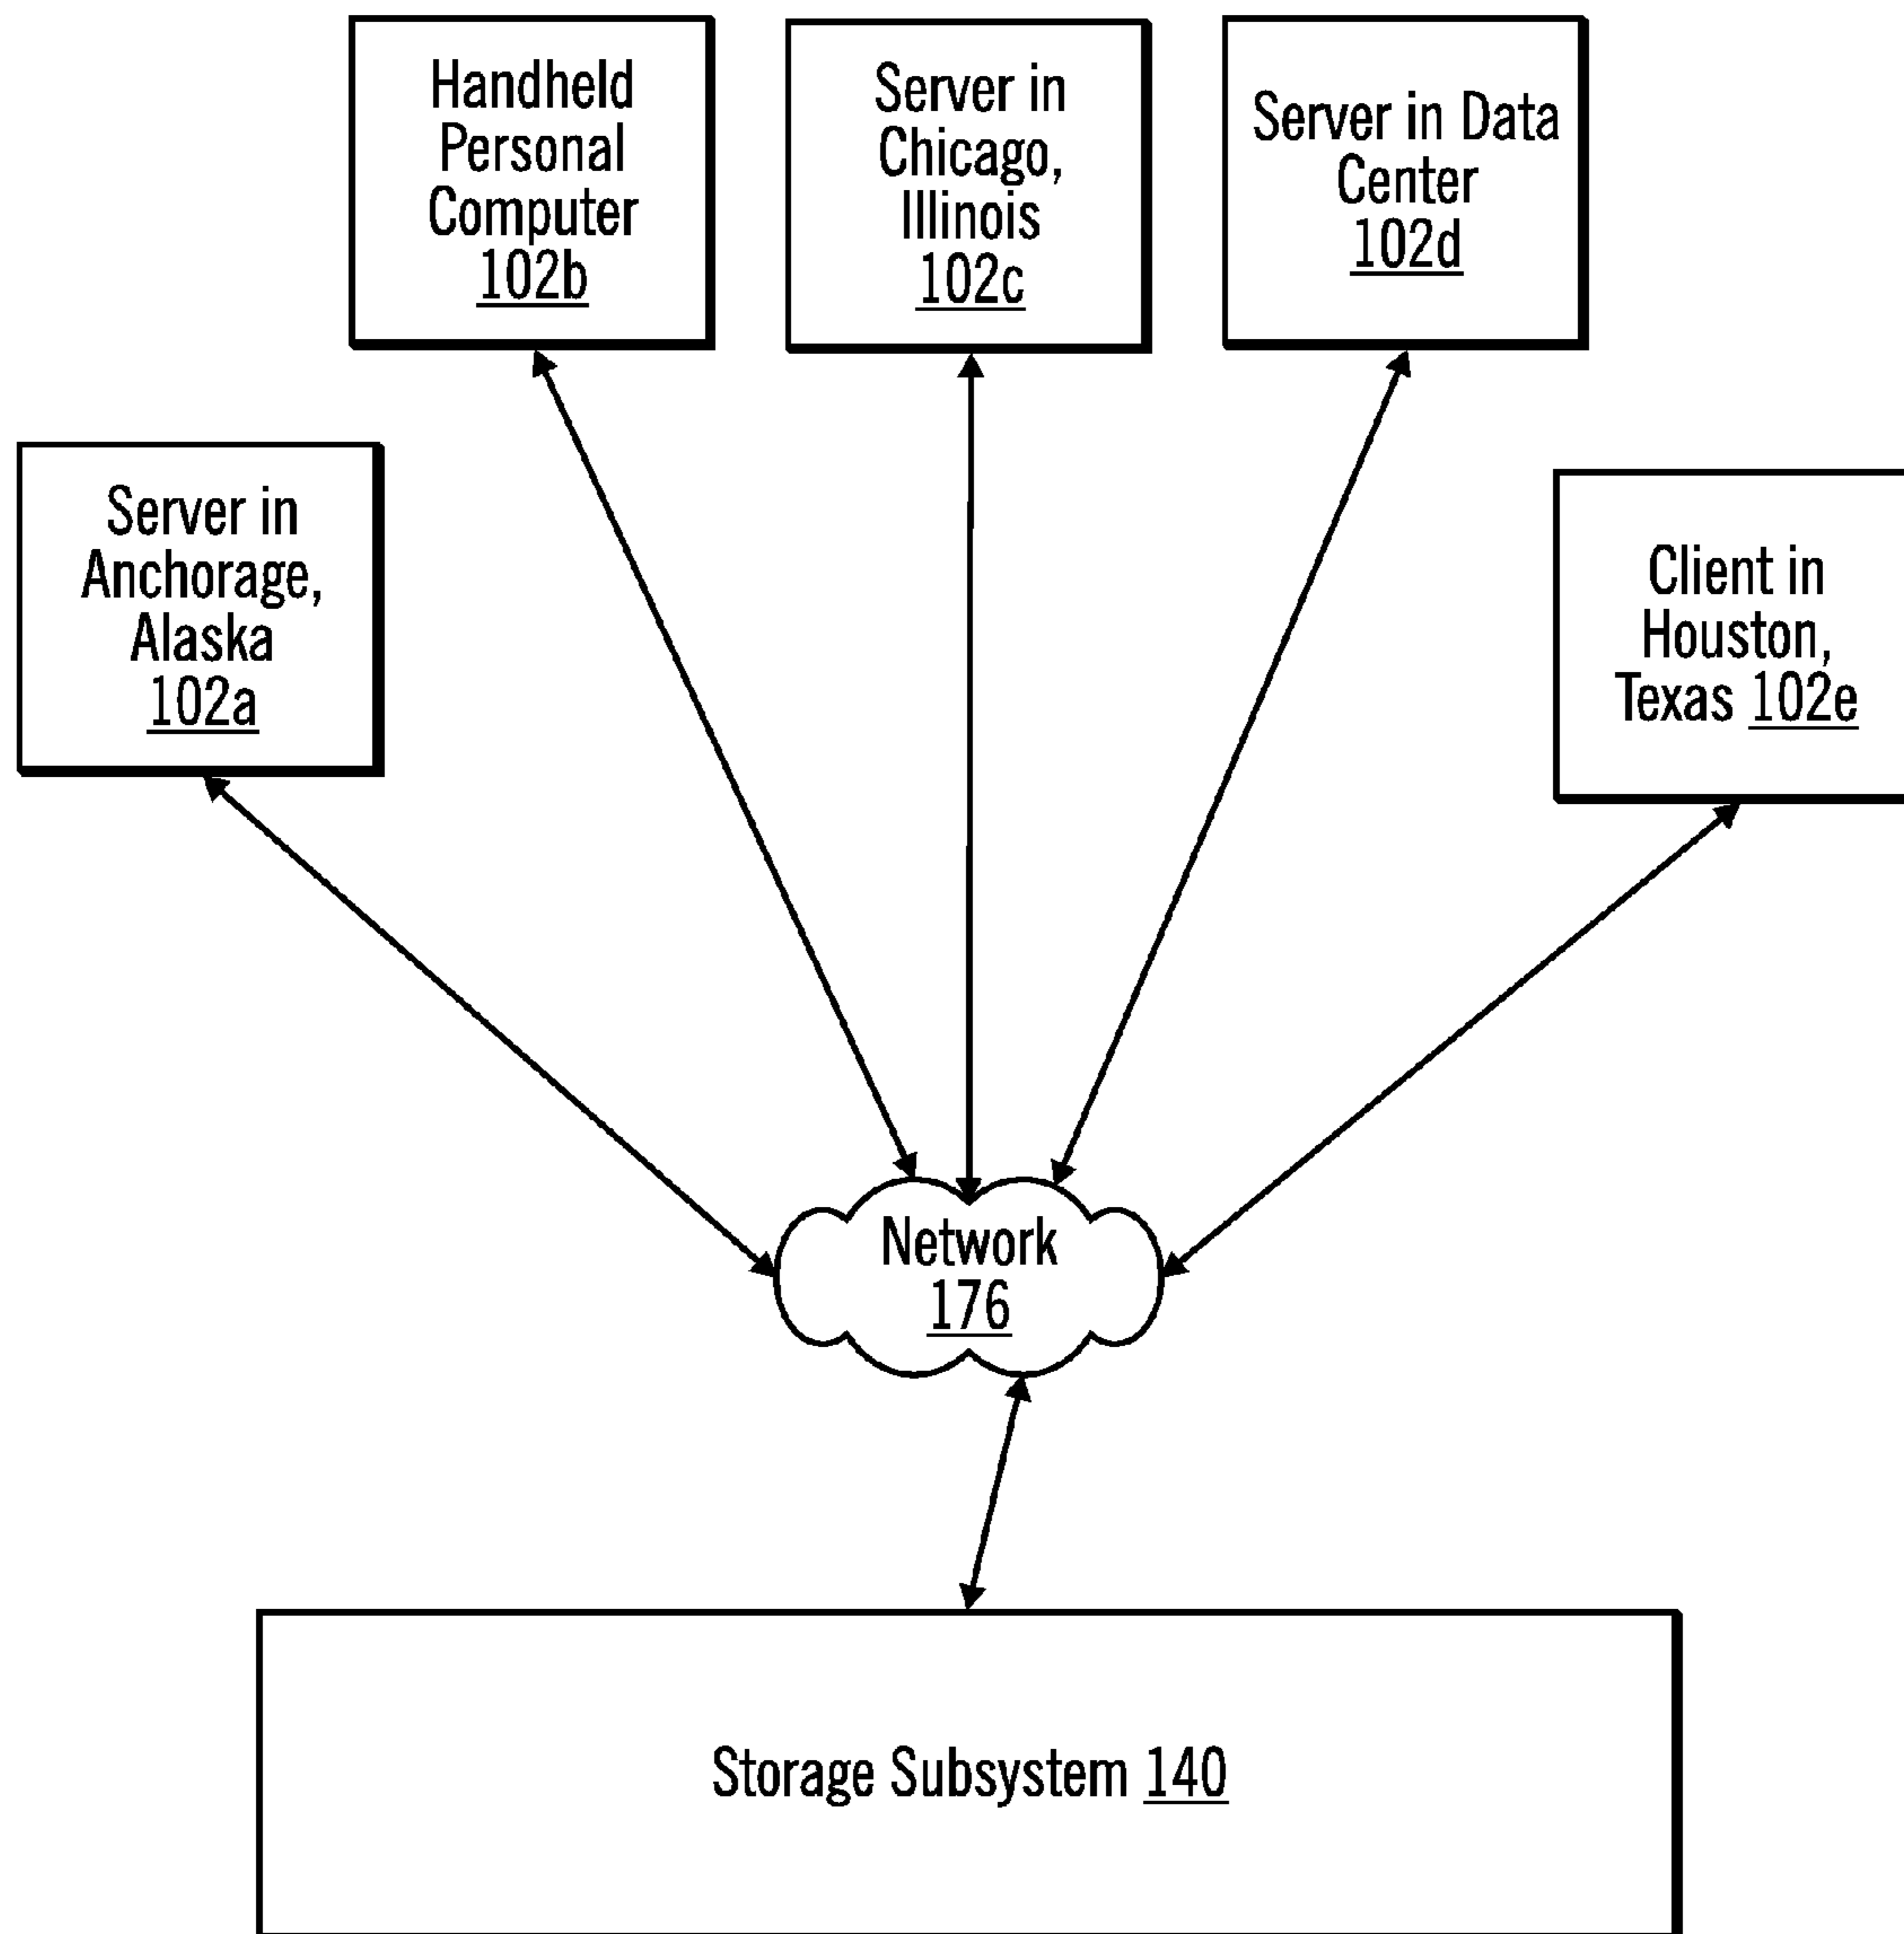 Handheld
Personal
Computer
102b
Server in
Chicago,
Illinois
102c
Server in Data
Center
102d
Server in
Anchorage,
Alaska
102a
Client in
Houston,
Texas 102e
Network
176
Storage Subsystem 140